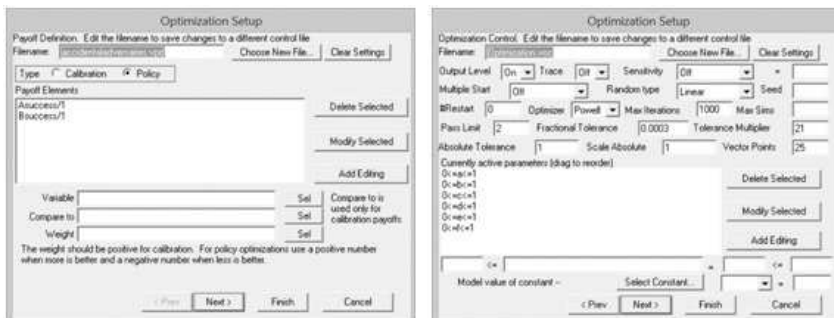 Optimization Setup
Payoff Definition. Edit the filename to save changes to a different control file
Filename: Choose New File... Clear Settings
Type Calibration Policy
Payoff Elements
Asuccess/1
Bsuccess/1
Delete Selected
Modify Selected
Add Editing
Variable Sel
Compare to Sel
Weight Sel
Compare to is used only for calibration payoffs
The weight should be positive for calibration. For policy optimizations use a positive number
when more is better and a negative number when less is better.
< Prev Next > Finish Cancel
Optimization Setup
Optimization Control. Edit the filename to save changes to a different control file
Filename: Choose New File... Clear Settings
Output Level On Trace Off Sensitivity Off =
Multiple Start Off Random type Linear Seed
#Restart 0 Optimizer Powell Max Iterations 1000 Max Sims
Pass Limit 2 Fractional Tolerance 0.0003 Tolerance Multiplier 21
Absolute Tolerance 1 Scale Absolute 1 Vector Points 25
Currently active parameters (drag to reorder)
0<=a<=1
0<=b<=1
0<=c<=1
0<=d<=1
0<=e<=1
0<=f<=1
Delete Selected
Modify Selected
Add Editing
<= = <=
Model value of constant -- Select Constant... =
< Prev Next > Finish Cancel